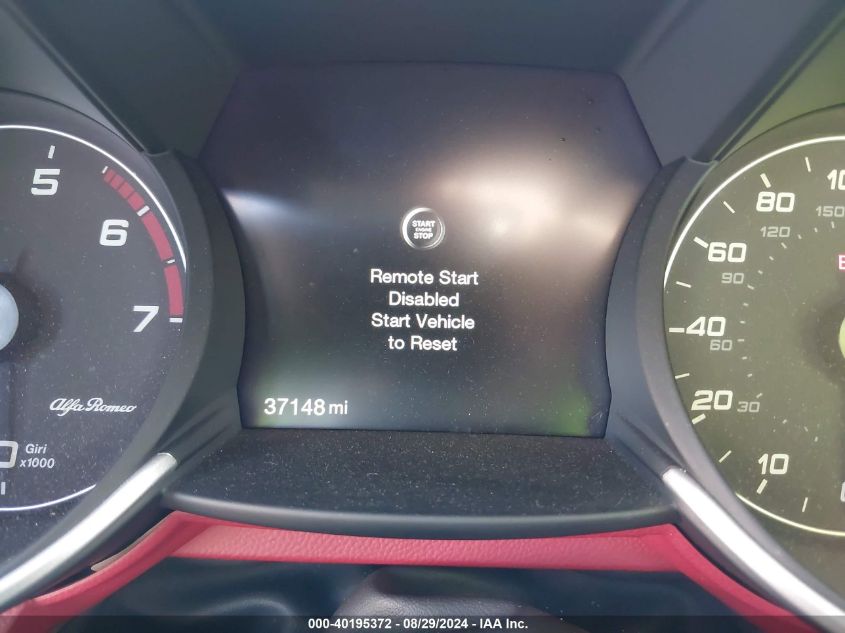 5
6
7
Alfa Romeo
Giri
x1000
START
ENGINE
STOP
Remote Start
Disabled
Start Vehicle
to Reset
37148 mi
80
120
150
60
90
40
60
20
30
10
000-40195372 - 08/29/2024 - IAA, Inc.